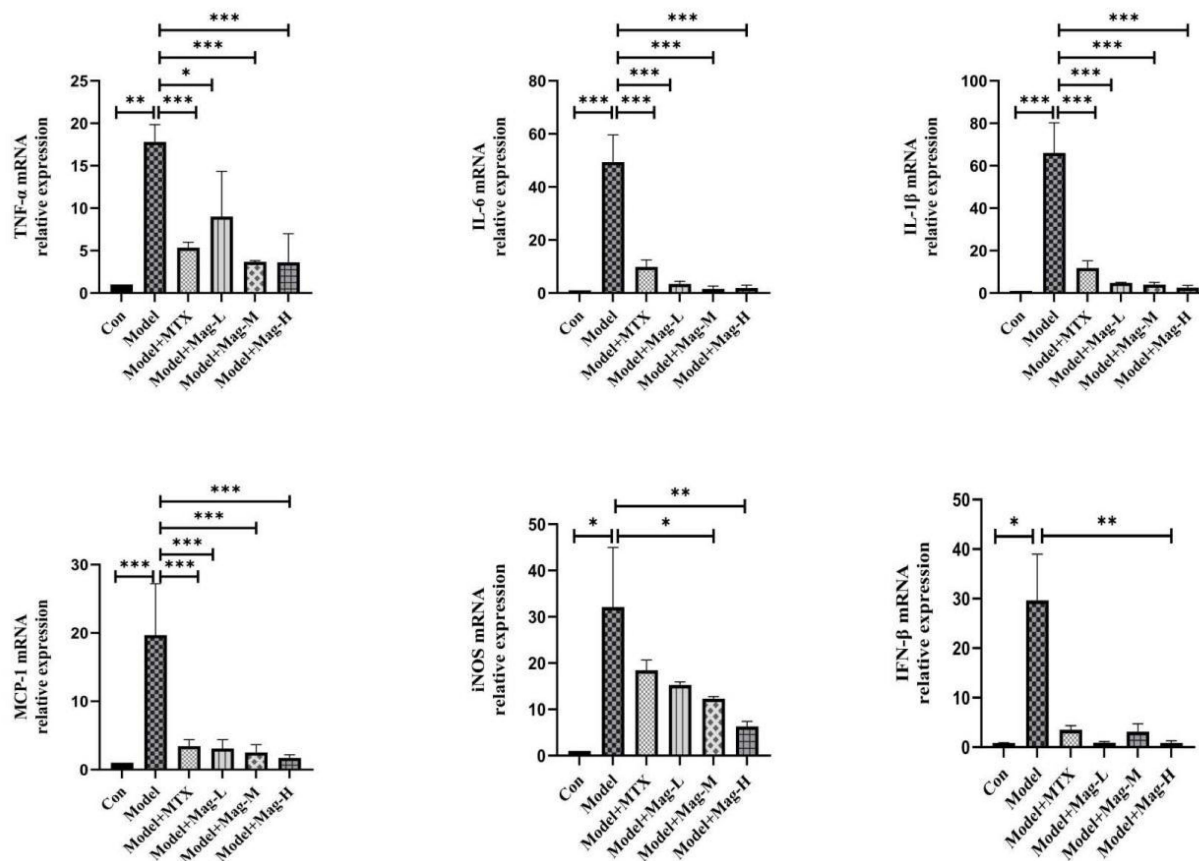 ***
***
*
** ***
TNF-α mRNA
relative expression
25
20
15
10
5
0
Con
Model
Model+MTX
Model+Mag-L
Model+Mag-M
Model+Mag-H
***
***
***
*** ***
IL-6 mRNA
relative expression
80
60
40
20
0
Con
Model
Model+MTX
Model+Mag-L
Model+Mag-M
Model+Mag-H
***
***
***
*** ***
IL-1β mRNA
relative expression
100
80
60
40
20
0
Con
Model
Model+MTX
Model+Mag-L
Model+Mag-M
Model+Mag-H
***
***
***
*** ***
MCP-1 mRNA
relative expression
30
20
10
0
Con
Model
Model+MTX
Model+Mag-L
Model+Mag-M
Model+Mag-H
**
* *
iNOS mRNA
relative expression
50
40
30
20
10
0
Con
Model
Model+MTX
Model+Mag-L
Model+Mag-M
Model+Mag-H
* **
IFN-β mRNA
relative expression
50
40
30
20
10
0
Con
Model
Model+MTX
Model+Mag-L
Model+Mag-M
Model+Mag-H